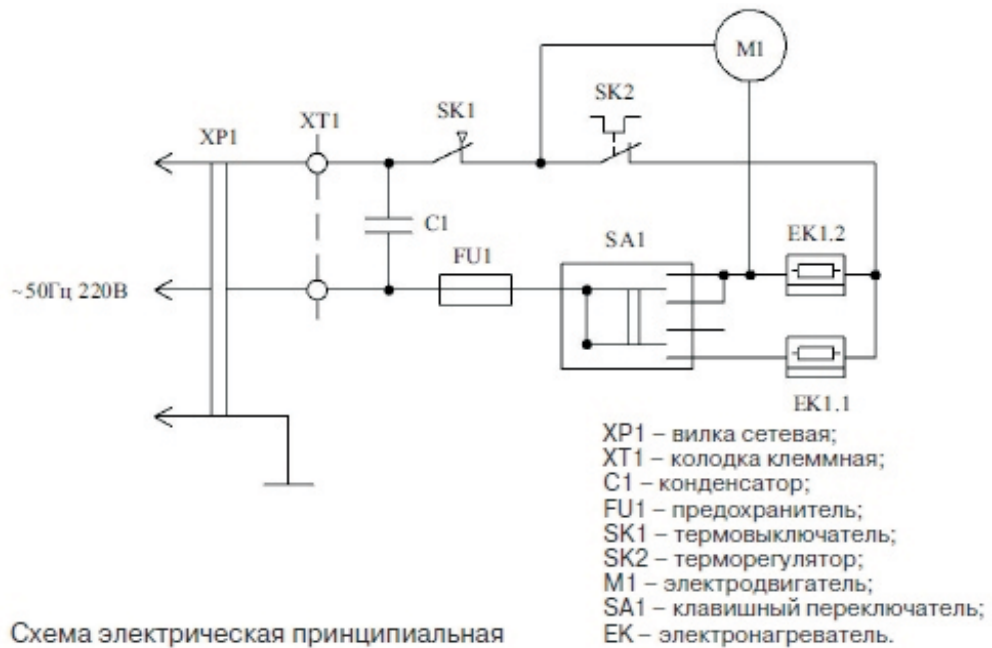 M1
SK2
SK1
XT1
XP1
C1
SA1
EK1.2
FU1
~50Гц 220В
EK1.1
XP1 – вилка сетевая;
XT1 – колодка клеммная;
C1 – конденсатор;
FU1 – предохранитель;
SK1 – термовыключатель;
SK2 – терморегулятор;
M1 – электродвигатель;
SA1 – клавишный переключатель;
EK – электронагреватель.
Схема электрическая принципиальная